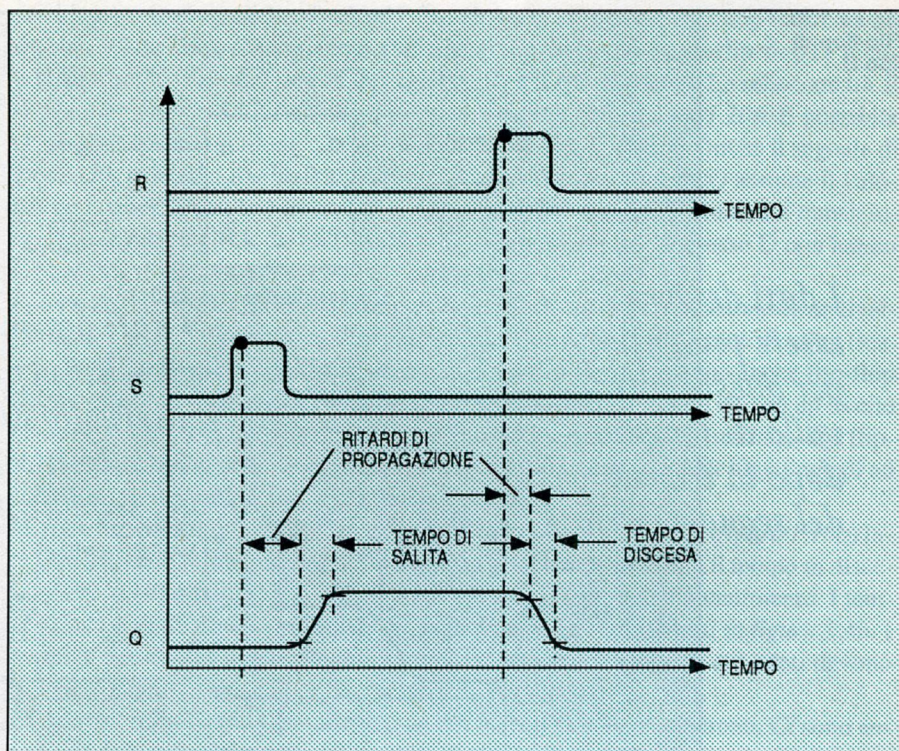 R
TEMPO
S
TEMPO
RITARDI DI
PROPAGAZIONE
TEMPO DI
SALITA
TEMPO DI
DISCESA
Q
TEMPO